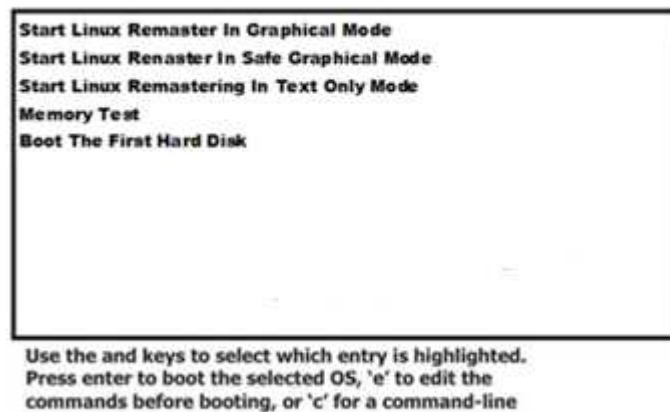 Start Linux Remaster In Graphical Mode
Start Linux Renaster In Safe Graphical Mode
Start Linux Remastering In Text Only Mode
Memory Test
Boot The First Hard Disk
Use the and keys to select which entry is highlighted.
Press enter to boot the selected OS, 'e' to edit the
commands before booting, or 'c' for a command-line